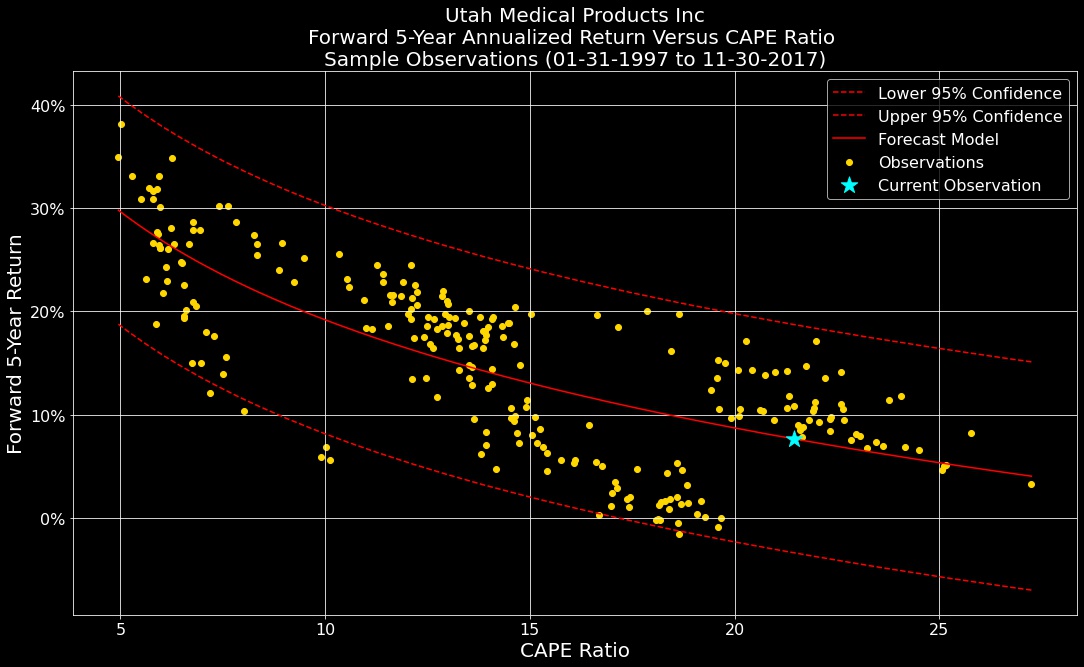 Utah Medical Products Inc
Forward 5-Year Annualized Return Versus CAPE Ratio
Sample Observations (01-31-1997 to 11-30-2017)
Lower 95% Confidence
Upper 95% Confidence
Forecast Model
Observations
Current Observation
Forward 5-Year Return
40%
30%
20%
10%
0%
5 10 15 20 25
CAPE Ratio